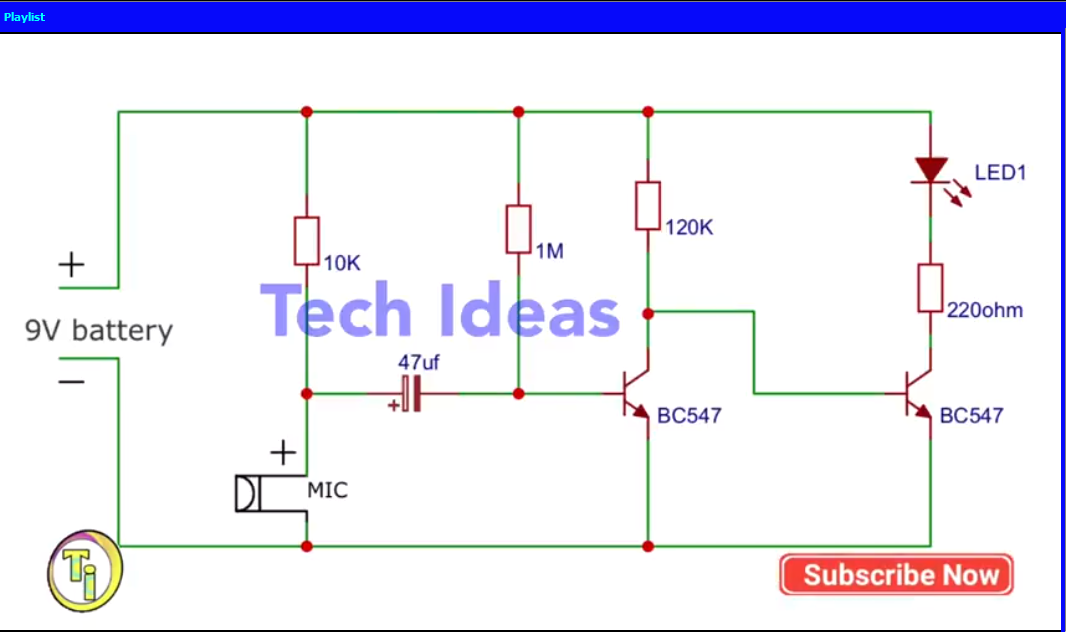 Playlist
LED1
10K
1M
120K
220ohm
+
9V battery
−
Tech Ideas
47uf
+
BC547
BC547
+
MIC
Ti
Subscribe Now